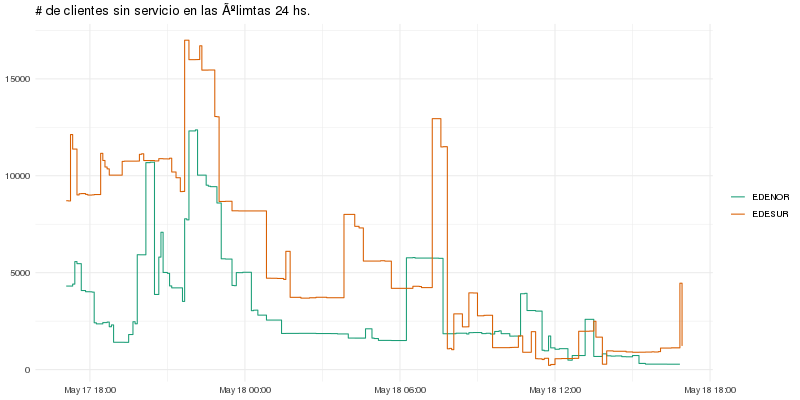 # de clientes sin servicio en las Ãºlimtas 24 hs.
15000
10000
5000
0
May 17 18:00
May 18 00:00
May 18 06:00
May 18 12:00
May 18 18:00
EDENOR
EDESUR